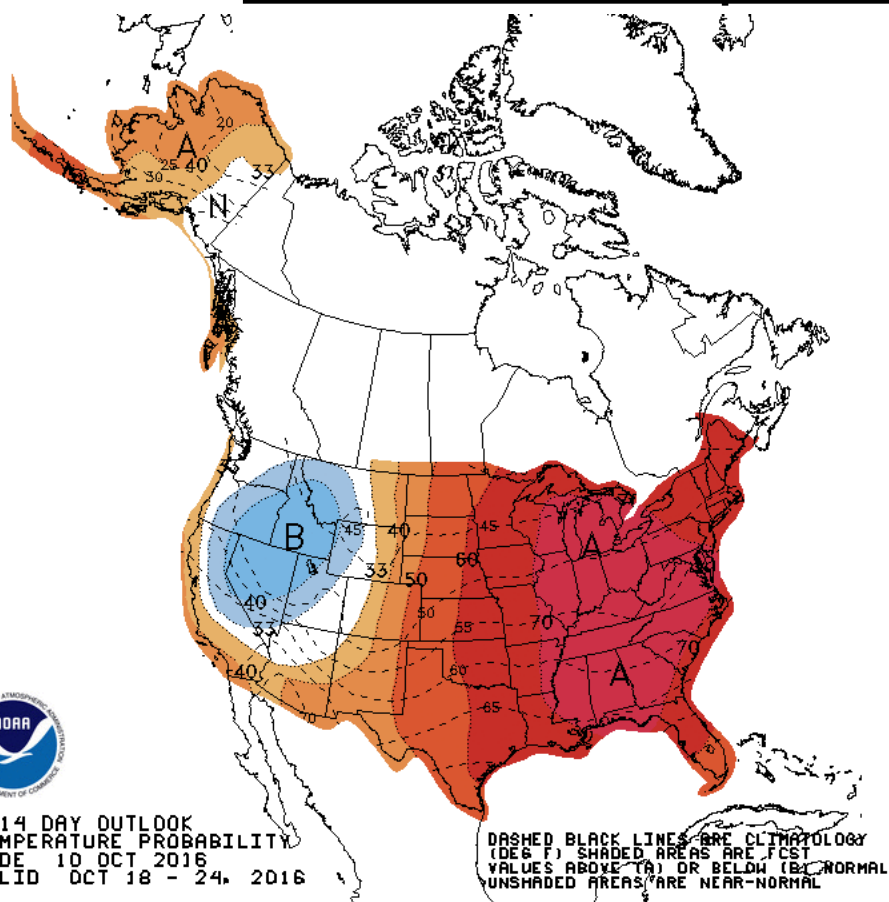 20
A
25 40 33
30
N
45 40 45 A
B
60
33 50
40 50
33 55 70
70
40 60 A
65
70
NOAA
14 DAY OUTLOOK
MPERATURE PROBABILITY
DE 10 OCT 2016
LID OCT 18 - 24, 2016
DASHED BLACK LINES ARE CLIMATOLOGY
(DEG F) SHADED AREAS ARE FCST
VALUES ABOVE (A) OR BELOW (B) NORMAL
UNSHADED AREAS ARE NEAR-NORMAL